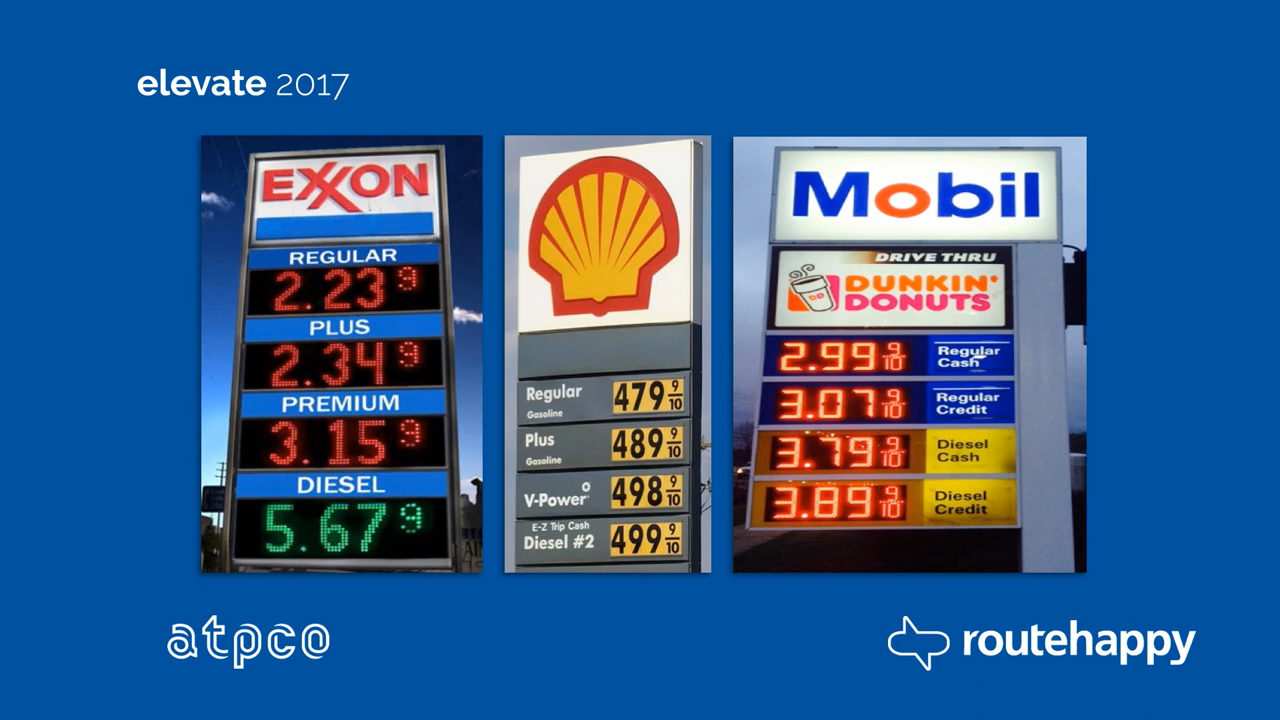 elevate 2017
EXXON
REGULAR
2.23 9
PLUS
2.34 9
PREMIUM
3.15 9
DIESEL
5.67 9
Regular
Gasoline
479 9/10
Plus
Gasoline
489 9/10
V-Power
498 9/10
E-Z Trip Cash
Diesel #2
499 9/10
Mobil
DRIVE THRU
DUNKIN'
DONUTS
DD
2.99 9/10 Regular Cash
3.07 9/10 Regular Credit
3.79 9/10 Diesel Cash
3.89 9/10 Diesel Credit
atpco
routehappy